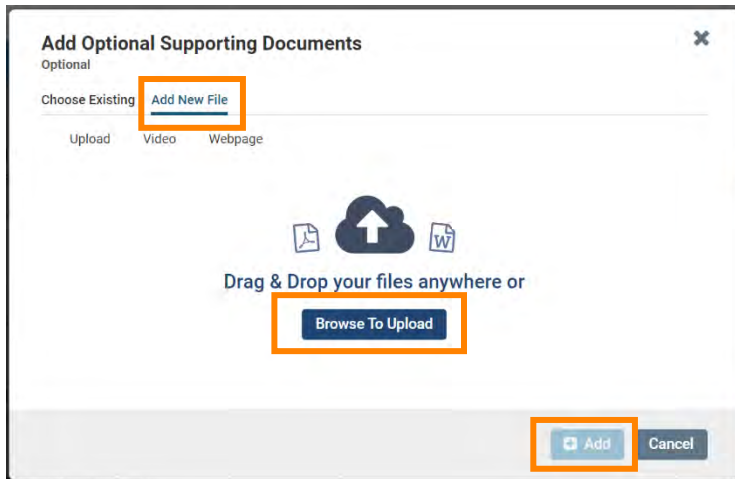 Add Optional Supporting Documents
Optional
Choose Existing Add New File
Upload Video Webpage
W
Drag & Drop your files anywhere or
Browse To Upload
Add Cancel